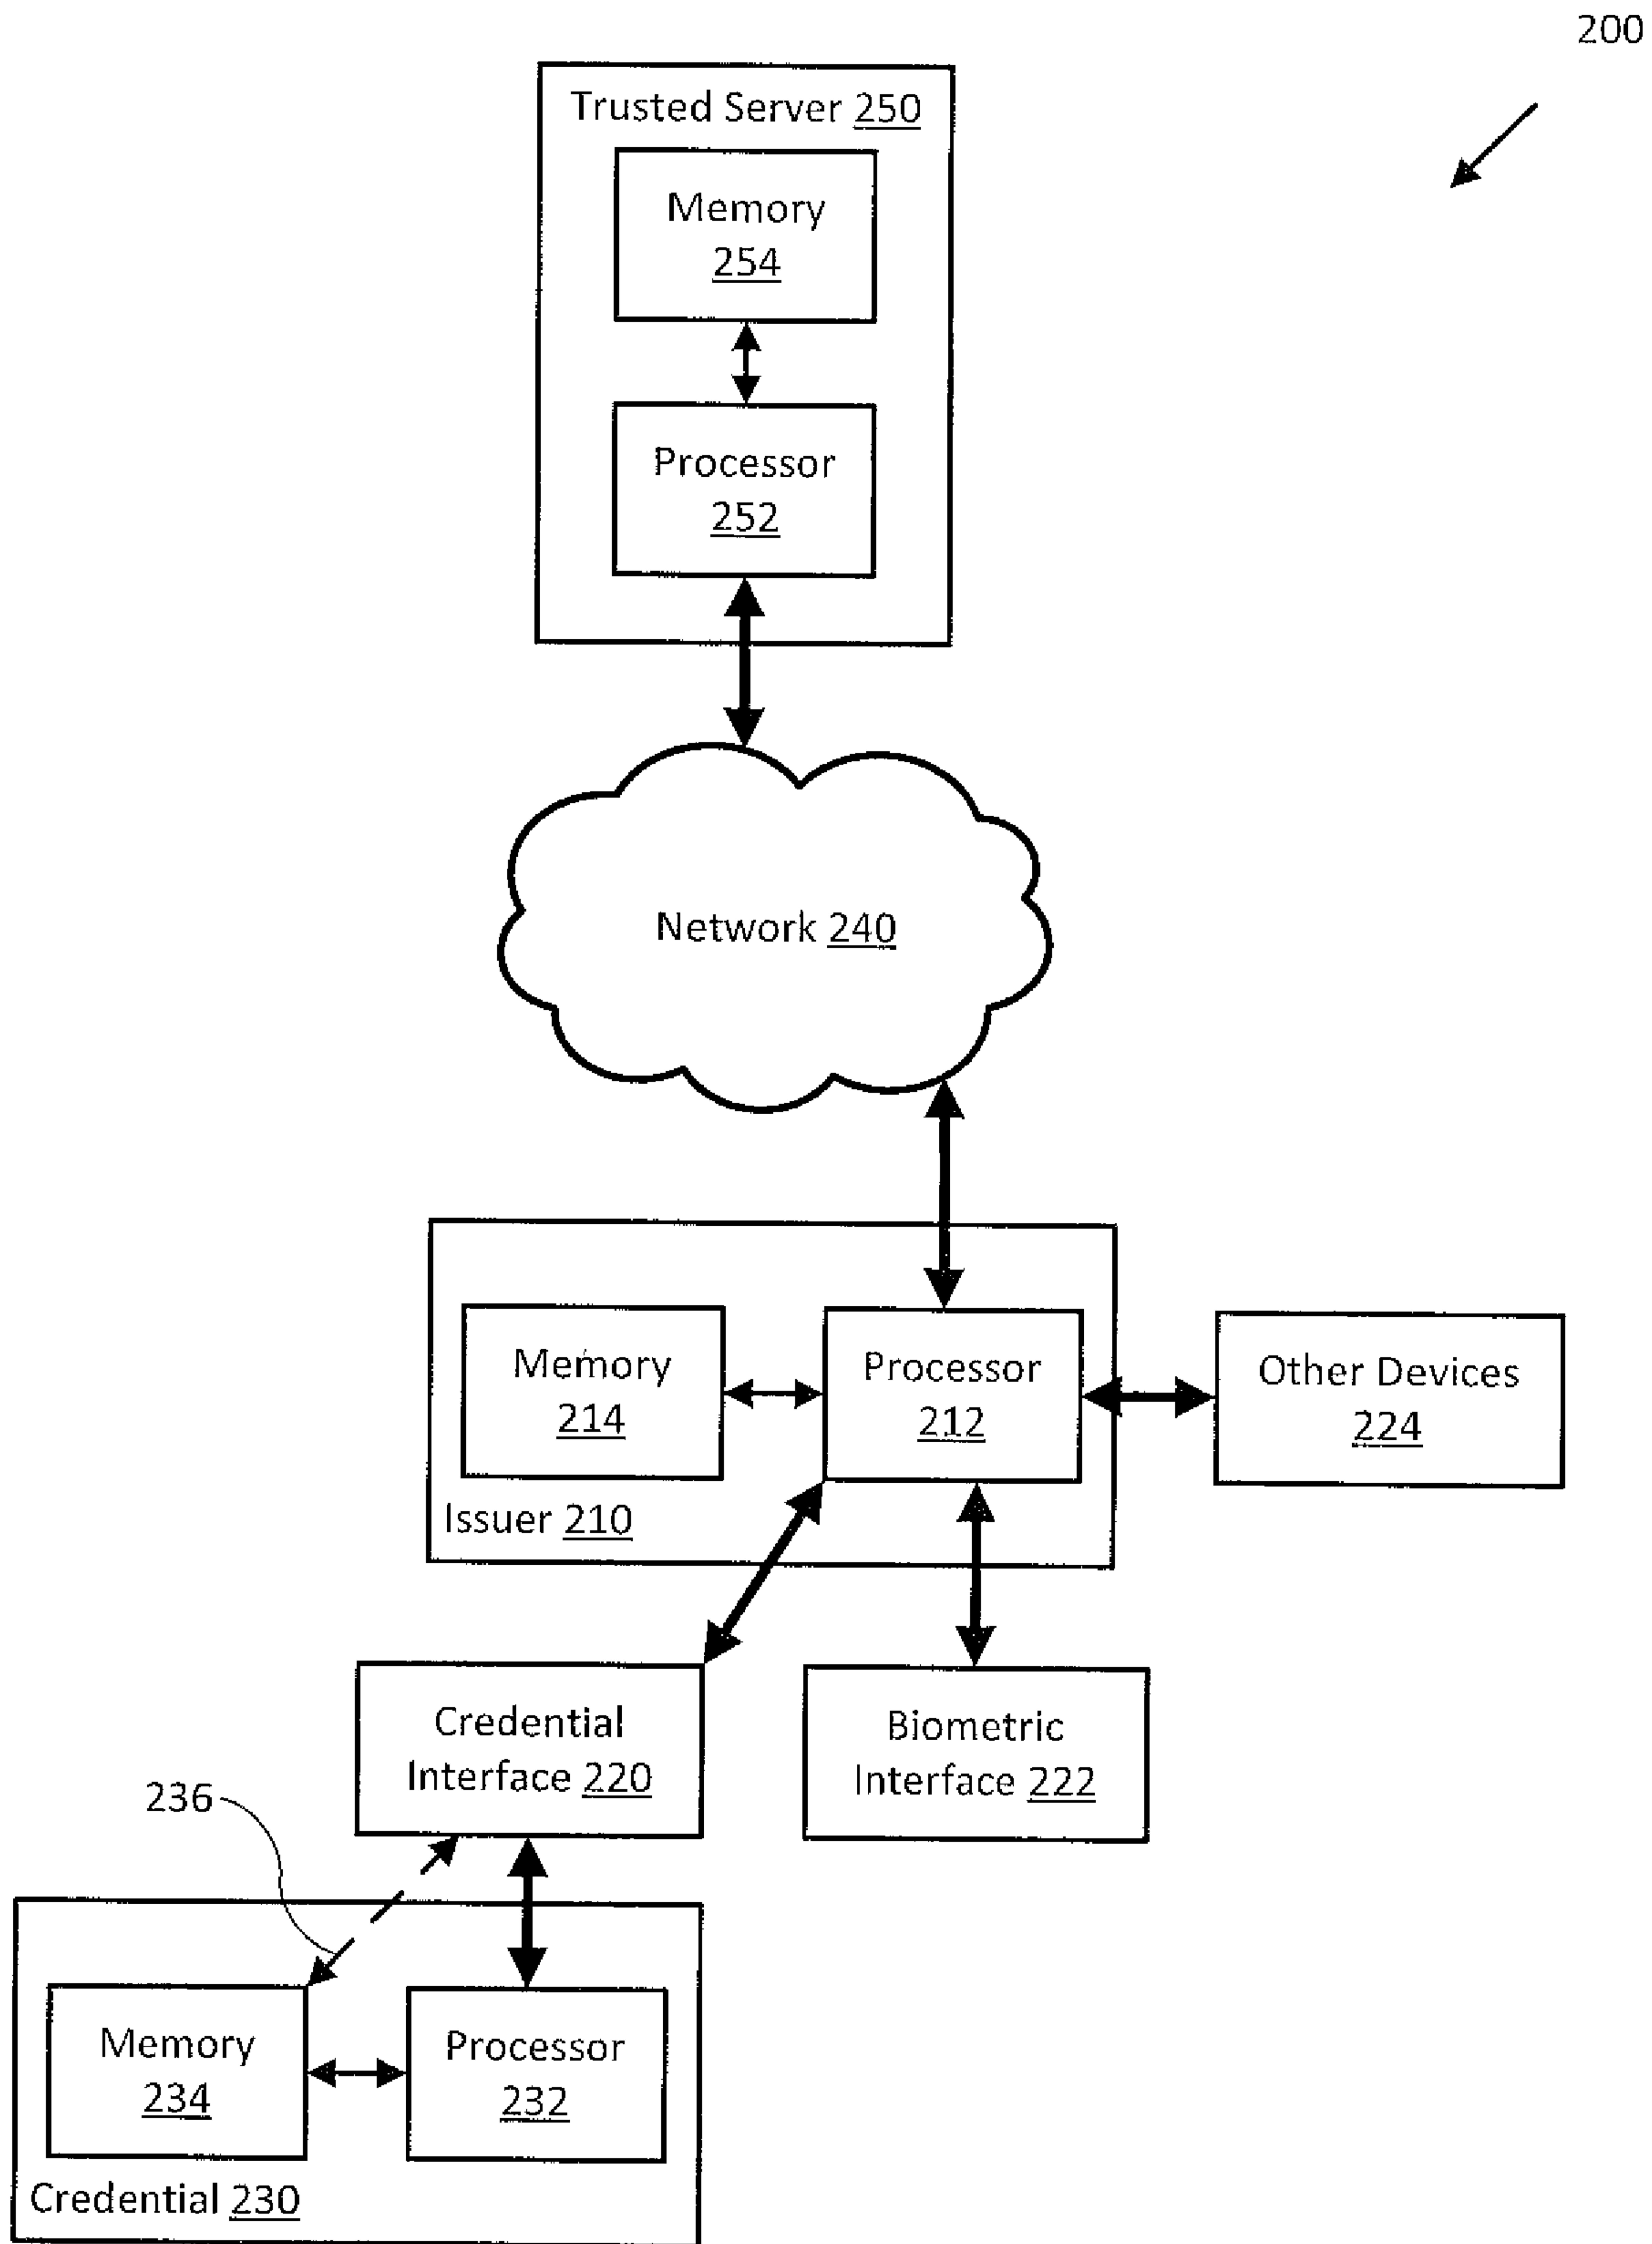 200
Trusted Server 250
Memory
254
Processor
252
Network 240
Memory
214
Processor
212
Other Devices
224
Issuer 210
Credential
Interface 220
Biometric
Interface 222
236
Memory
234
Processor
232
Credential 230